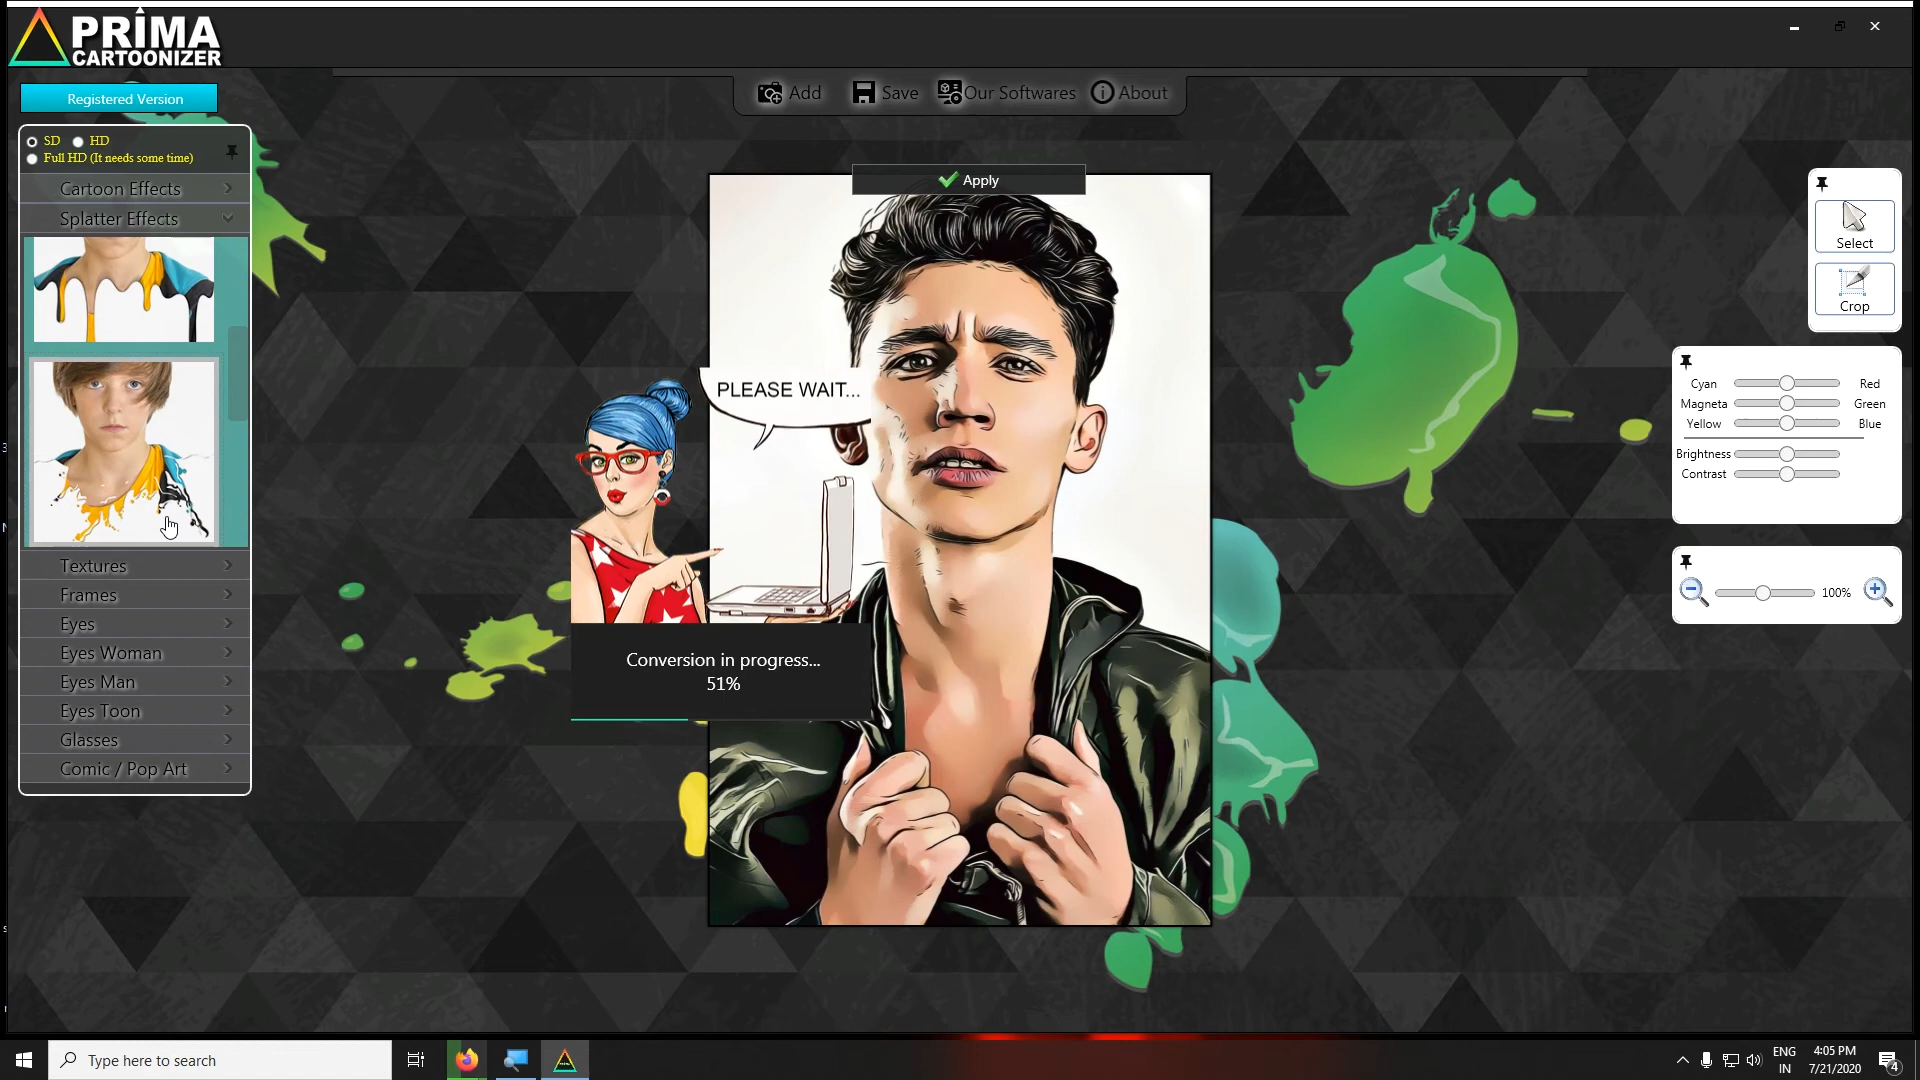 PRIMA
CARTOONIZER
Registered Version
Add
Save
Our Softwares
About
SD
HD
Full HD (It needs some time)
Cartoon Effects
Splatter Effects
Textures
Frames
Eyes
Eyes Woman
Eyes Man
Eyes Toon
Glasses
Comic / Pop Art
Apply
PLEASE WAIT...
Conversion in progress...
51%
Select
Crop
Cyan
Red
Magneta
Green
Yellow
Blue
Brightness
Contrast
100%
Type here to search
ENG
IN
4:05 PM
7/21/2020
4